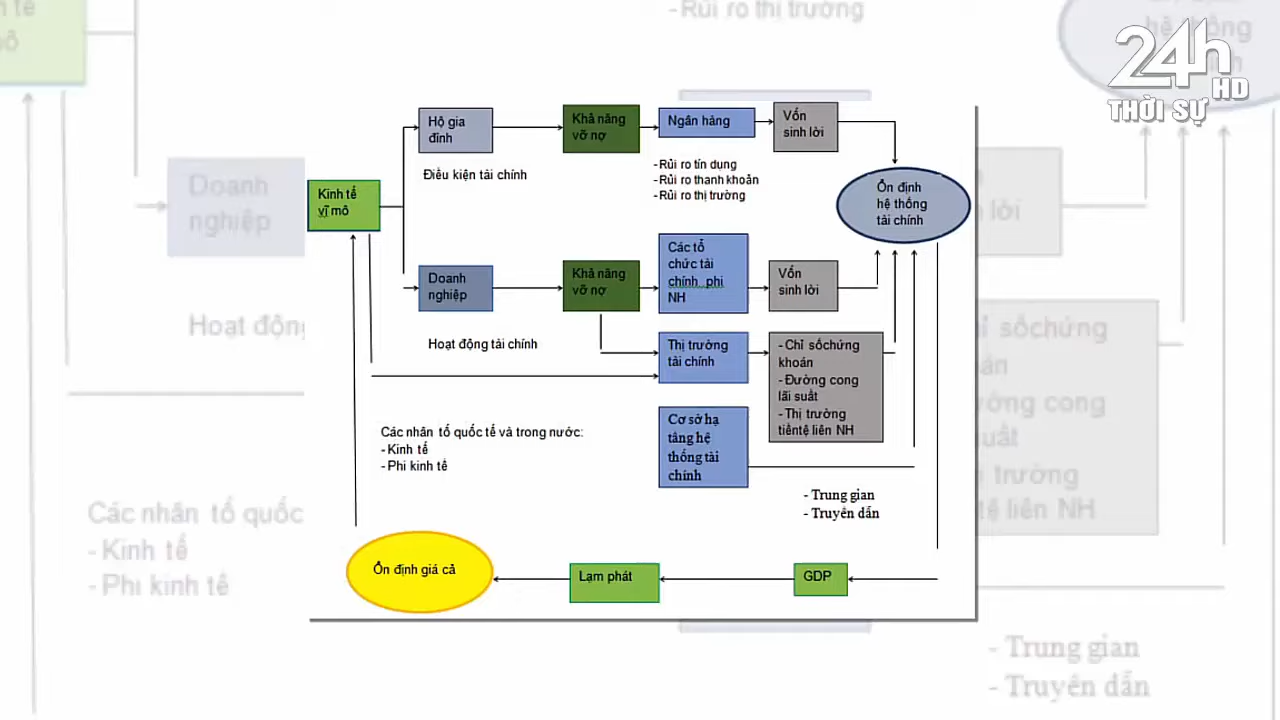 24h
HD
THỜI SỰ
- Rủi ro thị trường
Hộ gia
đình
Khả năng
vỡ nợ
Ngân hàng
Vốn
sinh lời
Điều kiện tài chính
- Rủi ro tín dụng
- Rủi ro thanh khoản
- Rủi ro thị trường
Kinh tế
vĩ mô
Ổn định
hệ thống
tài chính
Doanh
nghiệp
Doanh
nghiệp
Khả năng
vỡ nợ
Các tổ
chức tài
chính phi
NH
Vốn
sinh lời
Hoạt động tài chính
Thị trường
tài chính
- Chỉ sốchứng
khoán
- Đường cong
lãi suất
- Thị trường
tiềntệ liên NH
Cơ sở hạ
tầng hệ
thống tài
chính
Các nhân tố quốc tế và trong nước:
- Kinh tế
- Phi kinh tế
- Trung gian
- Truyền dẫn
Các nhân tố quốc
- Kinh tế
- Phi kinh tế
Ổn định giá cả
Lạm phát
GDP
- Trung gian
- Truyền dẫn